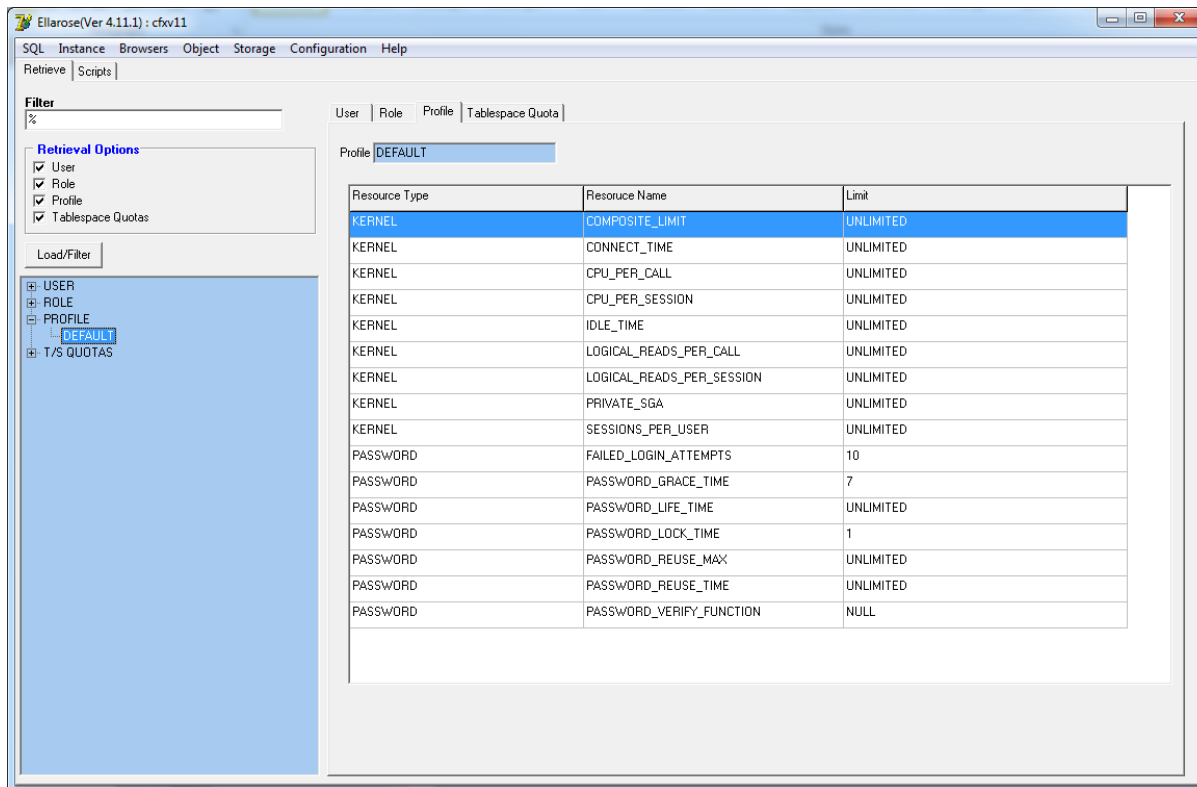 Ellarose(Ver 4.11.1) : cfxv11
SQL Instance Browsers Object Storage Configuration Help
Retrieve Scripts
Filter
%
Retrieval Options
User
Role
Profile
Tablespace Quotas
Load/Filter
USER
ROLE
PROFILE
DEFAULT
T/S QUOTAS
User Role Profile Tablespace Quota
Profile DEFAULT
Resource Type Resoruce Name Limit
KERNEL COMPOSITE_LIMIT UNLIMITED
KERNEL CONNECT_TIME UNLIMITED
KERNEL CPU_PER_CALL UNLIMITED
KERNEL CPU_PER_SESSION UNLIMITED
KERNEL IDLE_TIME UNLIMITED
KERNEL LOGICAL_READS_PER_CALL UNLIMITED
KERNEL LOGICAL_READS_PER_SESSION UNLIMITED
KERNEL PRIVATE_SGA UNLIMITED
KERNEL SESSIONS_PER_USER UNLIMITED
PASSWORD FAILED_LOGIN_ATTEMPTS 10
PASSWORD PASSWORD_GRACE_TIME 7
PASSWORD PASSWORD_LIFE_TIME UNLIMITED
PASSWORD PASSWORD_LOCK_TIME 1
PASSWORD PASSWORD_REUSE_MAX UNLIMITED
PASSWORD PASSWORD_REUSE_TIME UNLIMITED
PASSWORD PASSWORD_VERIFY_FUNCTION NULL